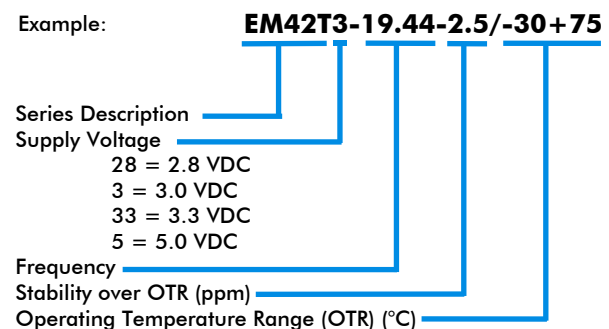 Example: EM42T3-19.44-2.5/-30+75
Series Description
Supply Voltage
28 = 2.8 VDC
3 = 3.0 VDC
33 = 3.3 VDC
5 = 5.0 VDC
Frequency
Stability over OTR (ppm)
Operating Temperature Range (OTR) (°C)